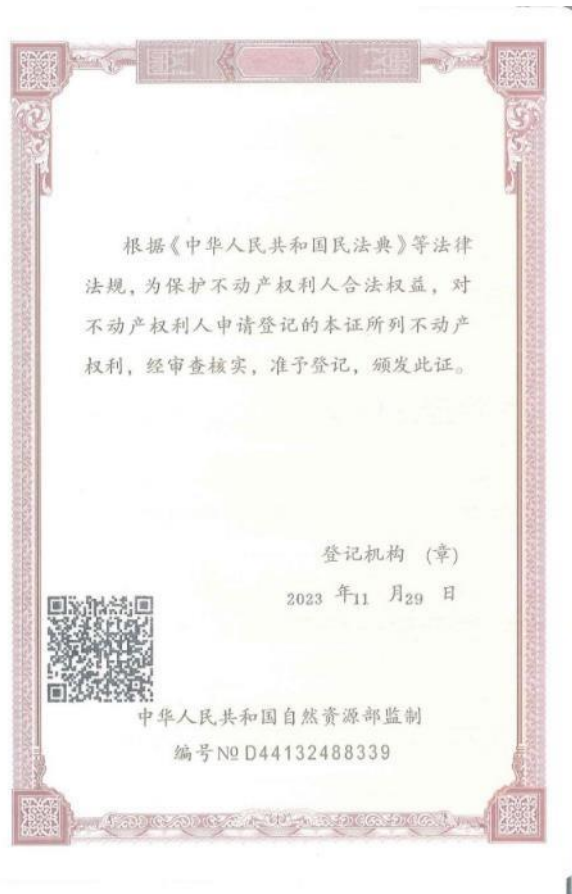 根据《中华人民共和国民法典》等法律
法规，为保护不动产权利人合法权益，对
不动产权利人申请登记的本证所列不动产
权利，经审查核实，准予登记，颁发此证。
登记机构 (章)
2023 年11 月29 日
中华人民共和国自然资源部监制
编号№ D44132488339